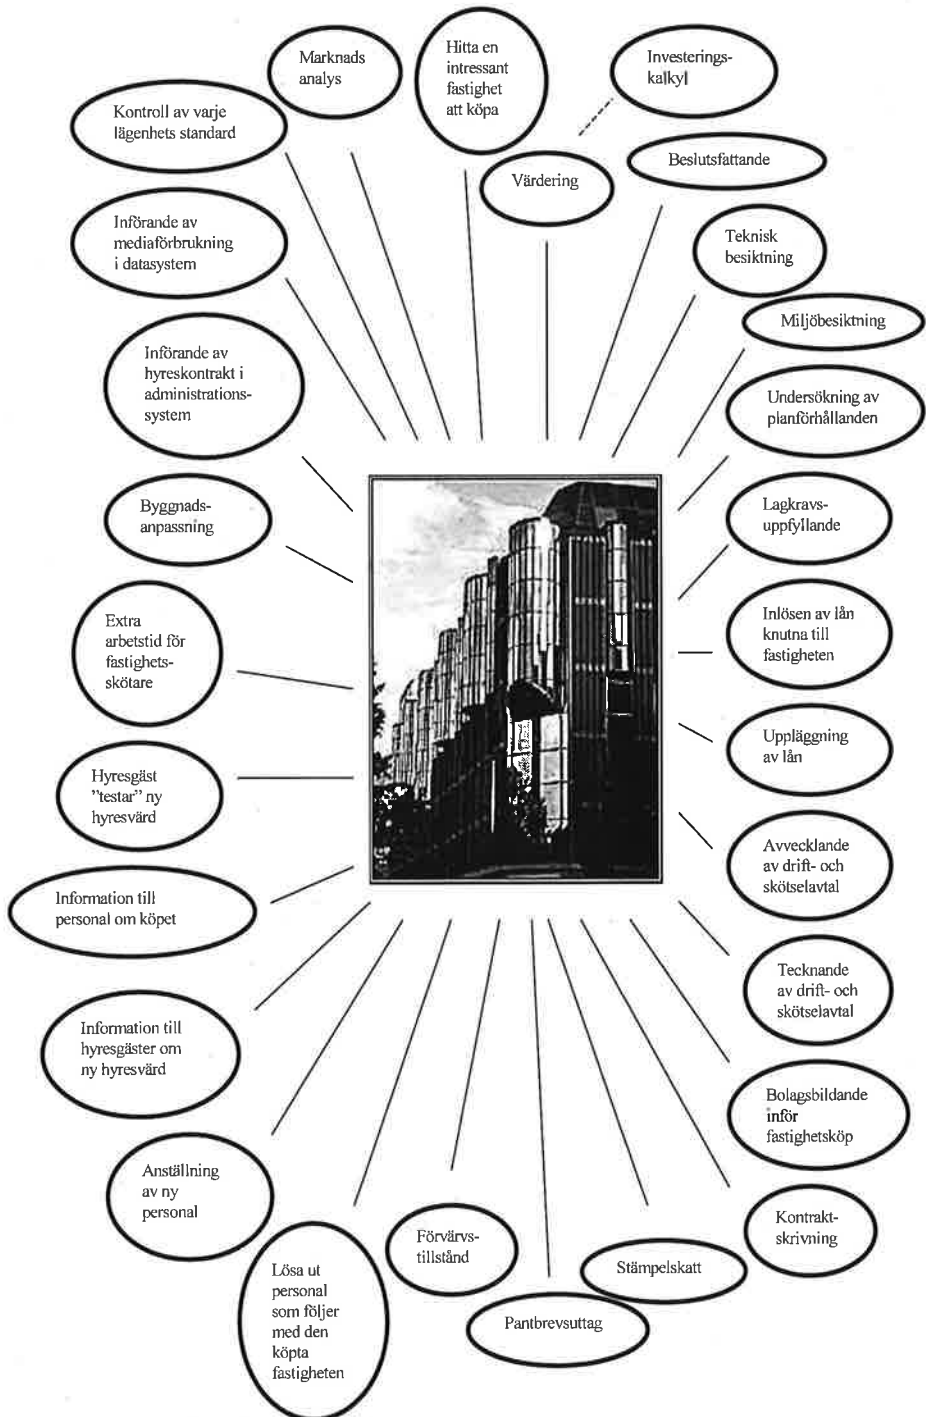 Marknads
analys
Hitta en
intressant
fastighet
att köpa
Investerings-
kalkyl
Värdering
Beslutsfattande
Teknisk
besiktning
Miljöbesiktning
Undersökning av
planförhållanden
Lagkravs-
uppfyllande
Inlösen av lån
knutna till
fastigheten
Uppläggning
av lån
Avvecklande
av drift- och
skötselavtal
Tecknande
av drift- och
skötselavtal
Bolagsbildande
inför
fastighetsköp
Kontrakt-
skrivning
Stämpelskatt
Pantbrevsuttag
Förvärvs-
tillstånd
Lösa ut
personal
som följer
med den
köpta
fastigheten
Anställning
av ny
personal
Information till
hyresgäster om
ny hyresvärd
Information till
personal om köpet
Hyresgäst
"testar" ny
hyresvärd
Extra
arbetstid för
fastighets-
skötare
Byggnads-
anpassning
Införande av
hyreskontrakt i
administrations-
system
Införande av
mediaförbrukning
i datasystem
Kontroll av varje
lägenhets standard